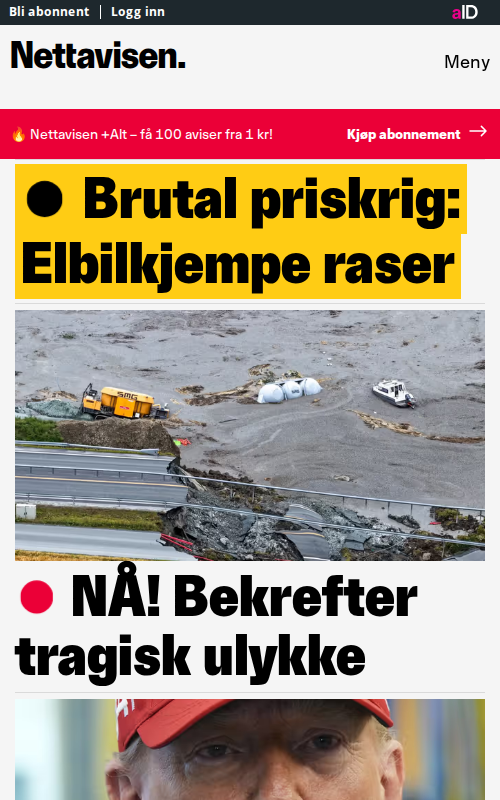 Bli abonnent
Logg inn
aID
Nettavisen.
Meny
Nettavisen +Alt – få 100 aviser fra 1 kr!
Kjøp abonnement
Brutal priskrig:
Elbilkjempe raser
SMG
NÅ! Bekrefter
tragisk ulykke